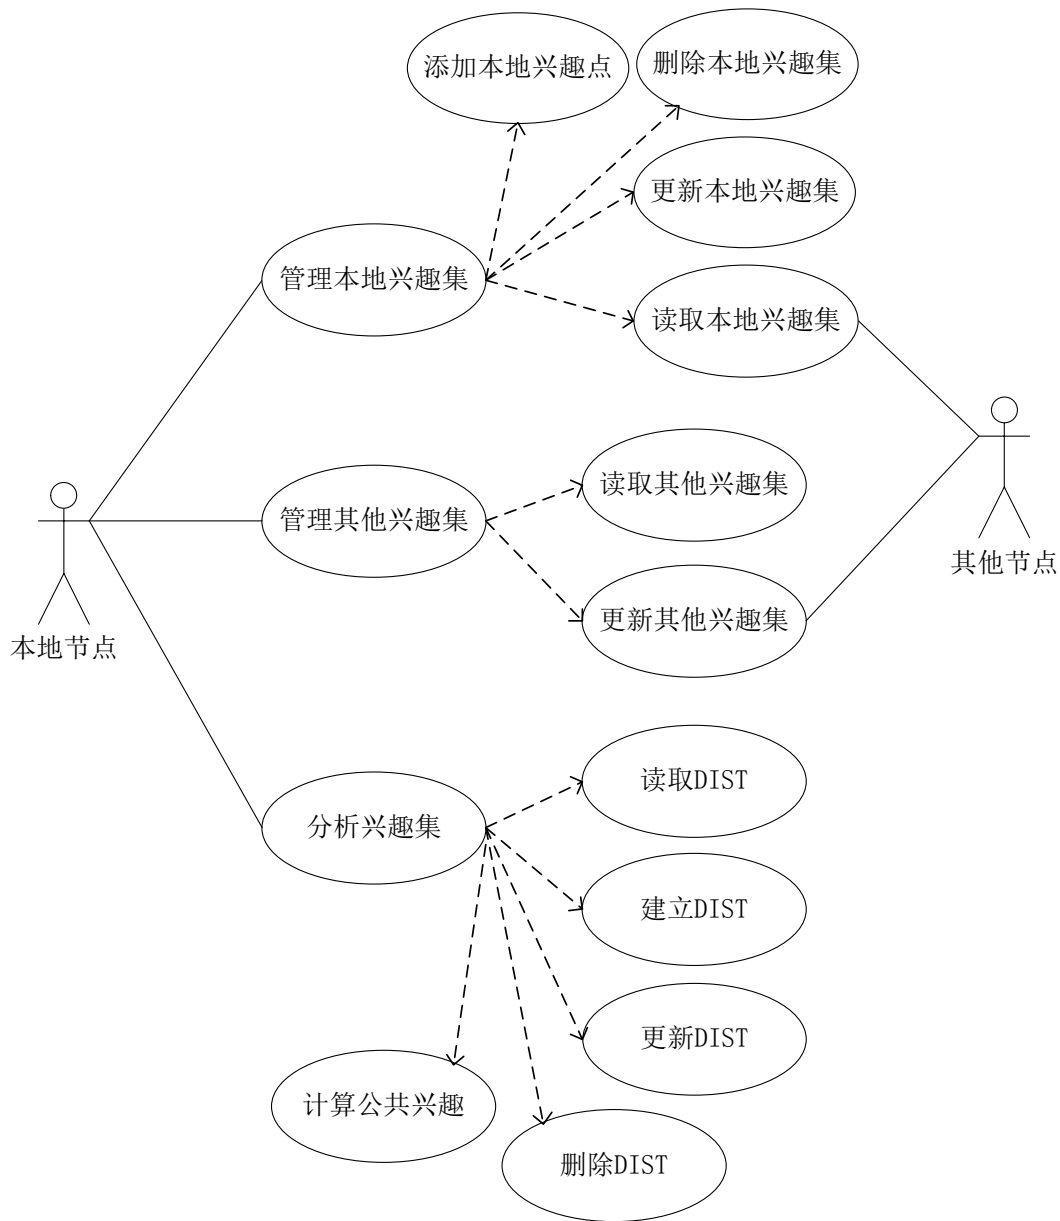 添加本地兴趣点
删除本地兴趣集
更新本地兴趣集
管理本地兴趣集
读取本地兴趣集
读取其他兴趣集
管理其他兴趣集
其他节点
更新其他兴趣集
本地节点
读取DIST
分析兴趣集
建立DIST
更新DIST
计算公共兴趣
删除DIST